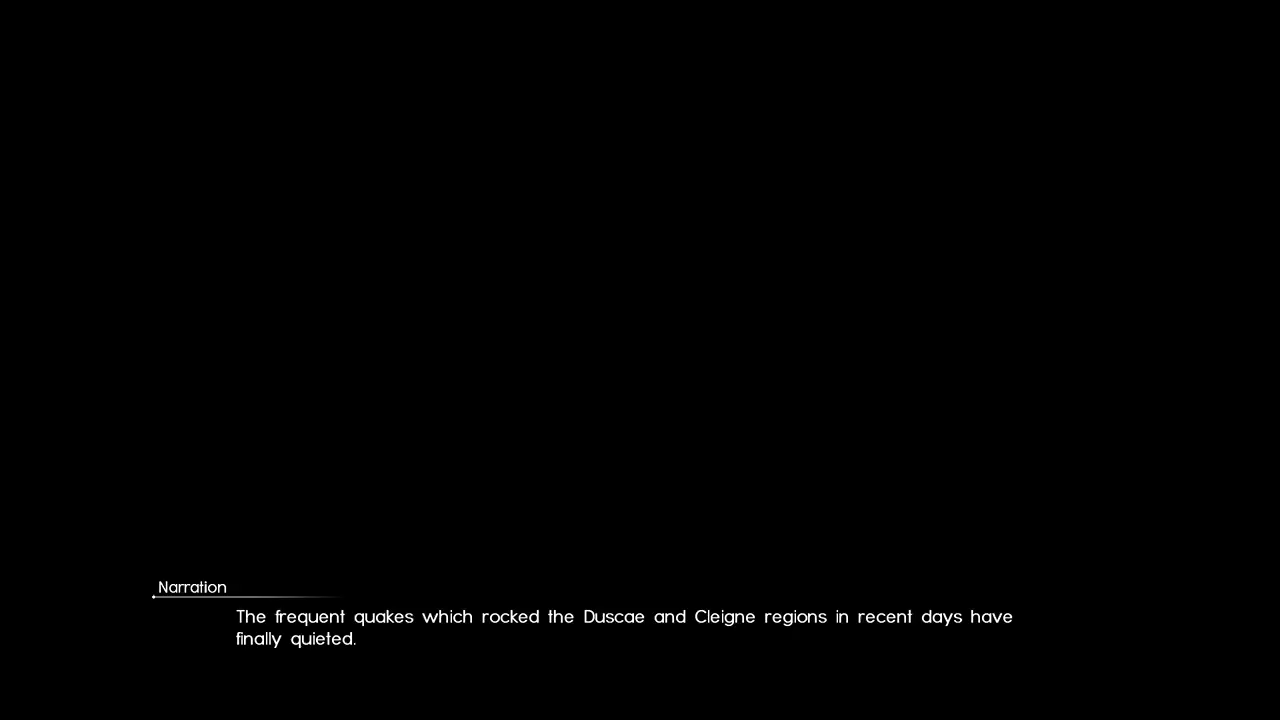 Narration
The frequent quakes which rocked the Duscae and Cleigne regions in recent days have
finally quieted.